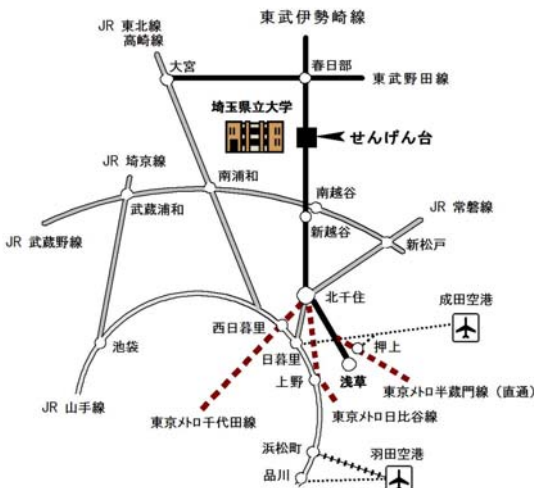 東武伊勢崎線
JR 東北線
高崎線
大宮
春日部
東武野田線
埼玉県立大学
せんげん台
JR 埼京線
南浦和
武蔵浦和
南越谷
JR 常磐線
JR 武蔵野線
新越谷
新松戸
北千住
成田空港
西日暮里
池袋
日暮里
押上
上野
浅草
東京メトロ半蔵門線（直通）
JR 山手線
東京メトロ千代田線
東京メトロ日比谷線
浜松町
羽田空港
品川